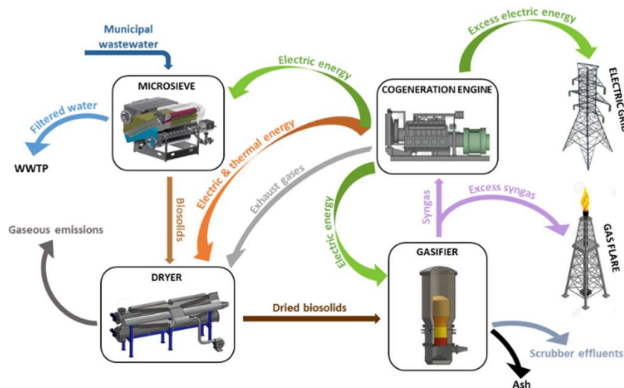 Municipal
wastewater
Excess electric energy
MICROSIEVE
Electric energy
COGENERATION ENGINE
ELECTRIC GRID
Filtered water
WWTP
Electric & thermal energy
Exhaust gases
Biosolids
Gaseous emissions
Electric energy
Syngas
Excess syngas
GAS FLARE
DRYER
GASIFIER
Dried biosolids
Scrubber effluents
Ash